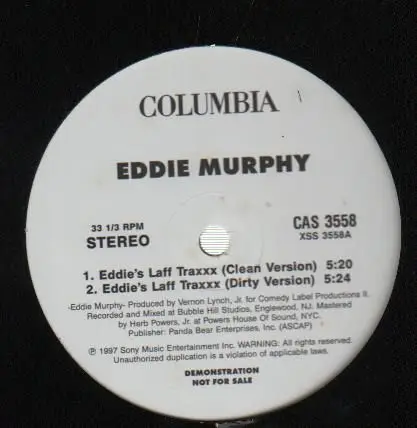 COLUMBIA
EDDIE MURPHY
33 1/3 RPM
STEREO
CAS 3558
XSS 3558A
1. Eddie's Laff Traxxx (Clean Version) 5:20
2. Eddie's Laff Traxxx (Dirty Version) 5:24
-Eddie Murphy- Produced by Vernon Lynch, Jr. for Comedy Label Productions II.
Recorded and Mixed at Bubble Hill Studios, Englewood, NJ. Mastered
by Herb Powers, Jr. at Powers House Of Sound, NYC.
Publisher: Panda Bear Enterprises, Inc. (ASCAP)
℗ 1997 Sony Music Entertainment Inc. WARNING: All rights reserved.
Unauthorized duplication is a violation of applicable laws.
DEMONSTRATION
NOT FOR SALE